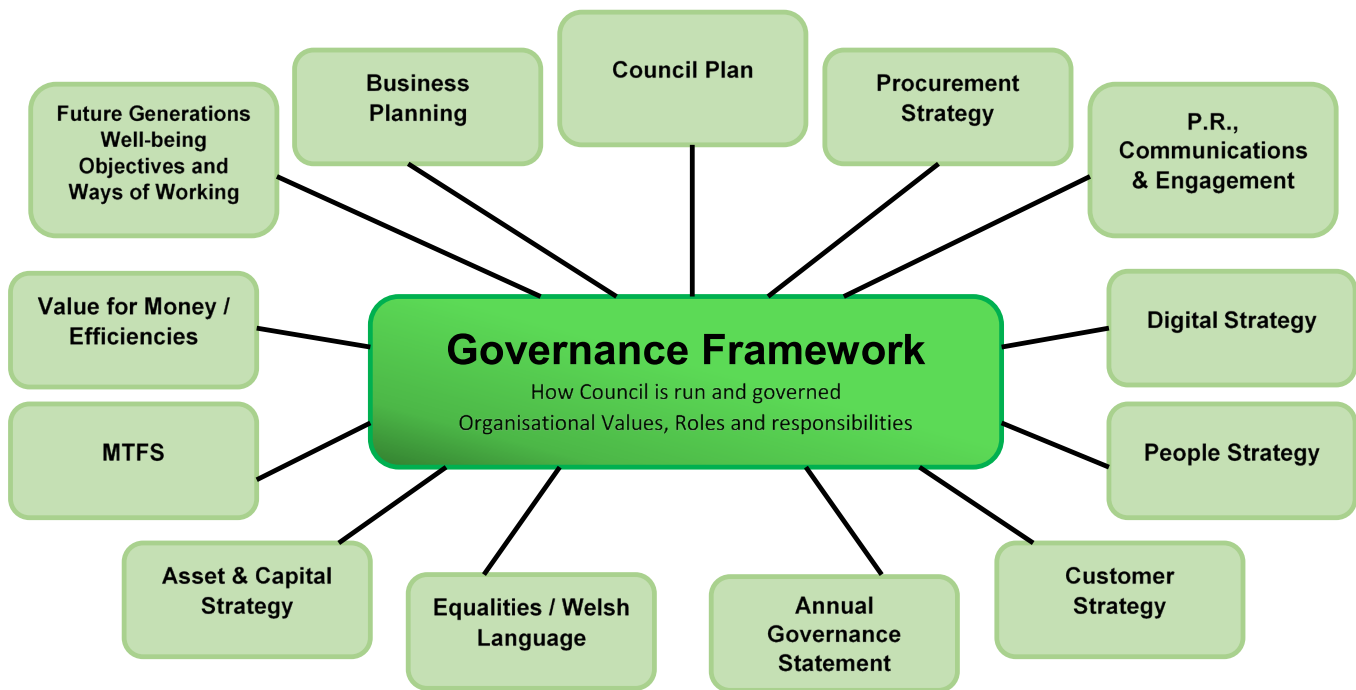 Council Plan
Business
Planning
Procurement
Strategy
Future Generations
Well-being
Objectives and
Ways of Working
P.R.,
Communications
& Engagement
Value for Money /
Efficiencies
Digital Strategy
Governance Framework
How Council is run and governed
Organisational Values, Roles and responsibilities
MTFS
People Strategy
Asset & Capital
Strategy
Equalities / Welsh
Language
Annual
Governance
Statement
Customer
Strategy